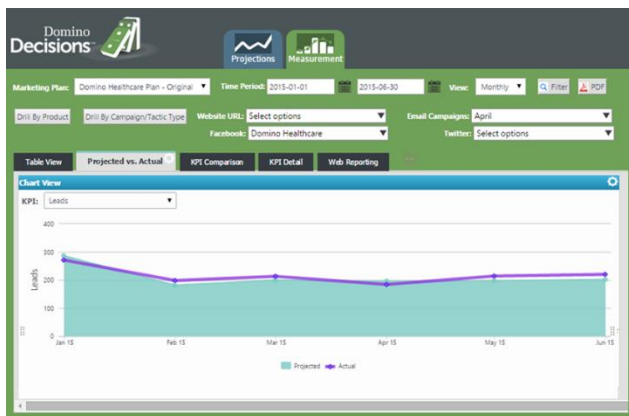 Domino
Decisions
Projections
Measurement
Marketing Plan: Domino Healthcare Plan - Original Time Period: 2015-01-01 2015-06-30 View: Monthly Filter PDF
Drill By Product Drill By Campaign/Tactic Type Website URL: Select options Email Campaigns: April
Facebook: Domino Healthcare Twitter: Select options
Table View Projected vs. Actual KPI Comparison KPI Detail Web Reporting
Chart View
KPI: Leads
400
300
200
100
0
Leads
Jan 15 Feb 15 Mar 15 Apr 15 May 15 Jun 15
Projected Actual